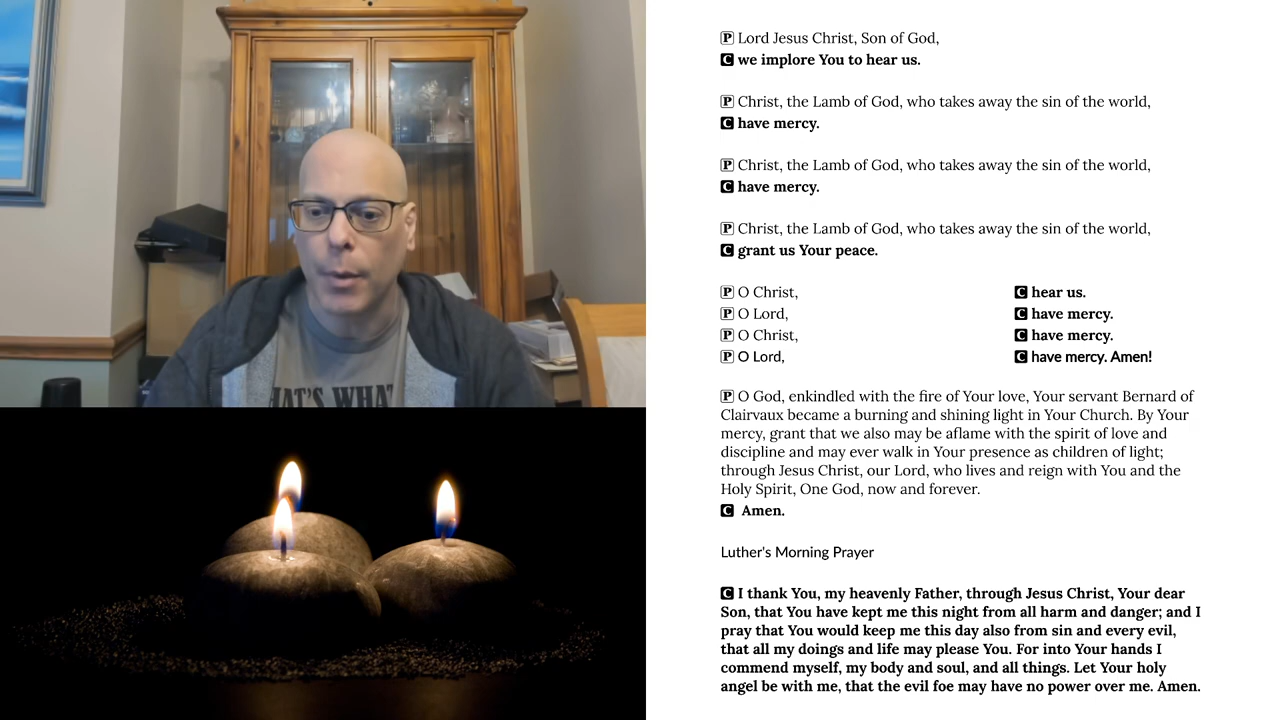 HAT'S WHAT
P Lord Jesus Christ, Son of God,
C we implore You to hear us.
P Christ, the Lamb of God, who takes away the sin of the world,
C have mercy.
P Christ, the Lamb of God, who takes away the sin of the world,
C have mercy.
P Christ, the Lamb of God, who takes away the sin of the world,
C grant us Your peace.
P O Christ, C hear us.
P O Lord, C have mercy.
P O Christ, C have mercy.
P O Lord, C have mercy. Amen!
P O God, enkindled with the fire of Your love, Your servant Bernard of
Clairvaux became a burning and shining light in Your Church. By Your
mercy, grant that we also may be aflame with the spirit of love and
discipline and may ever walk in Your presence as children of light;
through Jesus Christ, our Lord, who lives and reign with You and the
Holy Spirit, One God, now and forever.
C Amen.
Luther's Morning Prayer
C I thank You, my heavenly Father, through Jesus Christ, Your dear
Son, that You have kept me this night from all harm and danger; and I
pray that You would keep me this day also from sin and every evil,
that all my doings and life may please You. For into Your hands I
commend myself, my body and soul, and all things. Let Your holy
angel be with me, that the evil foe may have no power over me. Amen.